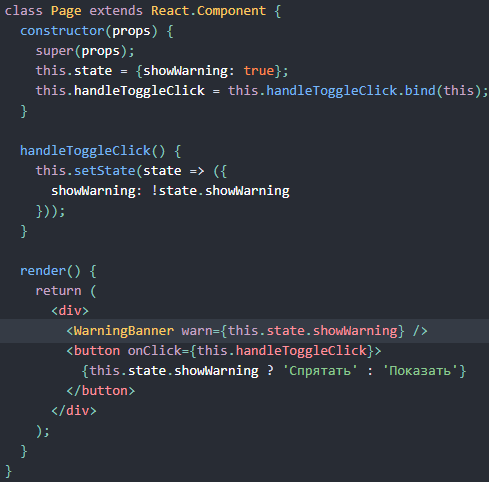 class Page extends React.Component {
  constructor(props) {
    super(props);
    this.state = {showWarning: true};
    this.handleToggleClick = this.handleToggleClick.bind(this);
  }

  handleToggleClick() {
    this.setState(state => ({
      showWarning: !state.showWarning
    }));
  }

  render() {
    return (
      <div>
        <WarningBanner warn={this.state.showWarning} />
        <button onClick={this.handleToggleClick}>
          {this.state.showWarning ? 'Спрятать' : 'Показать'}
        </button>
      </div>
    );
  }
}